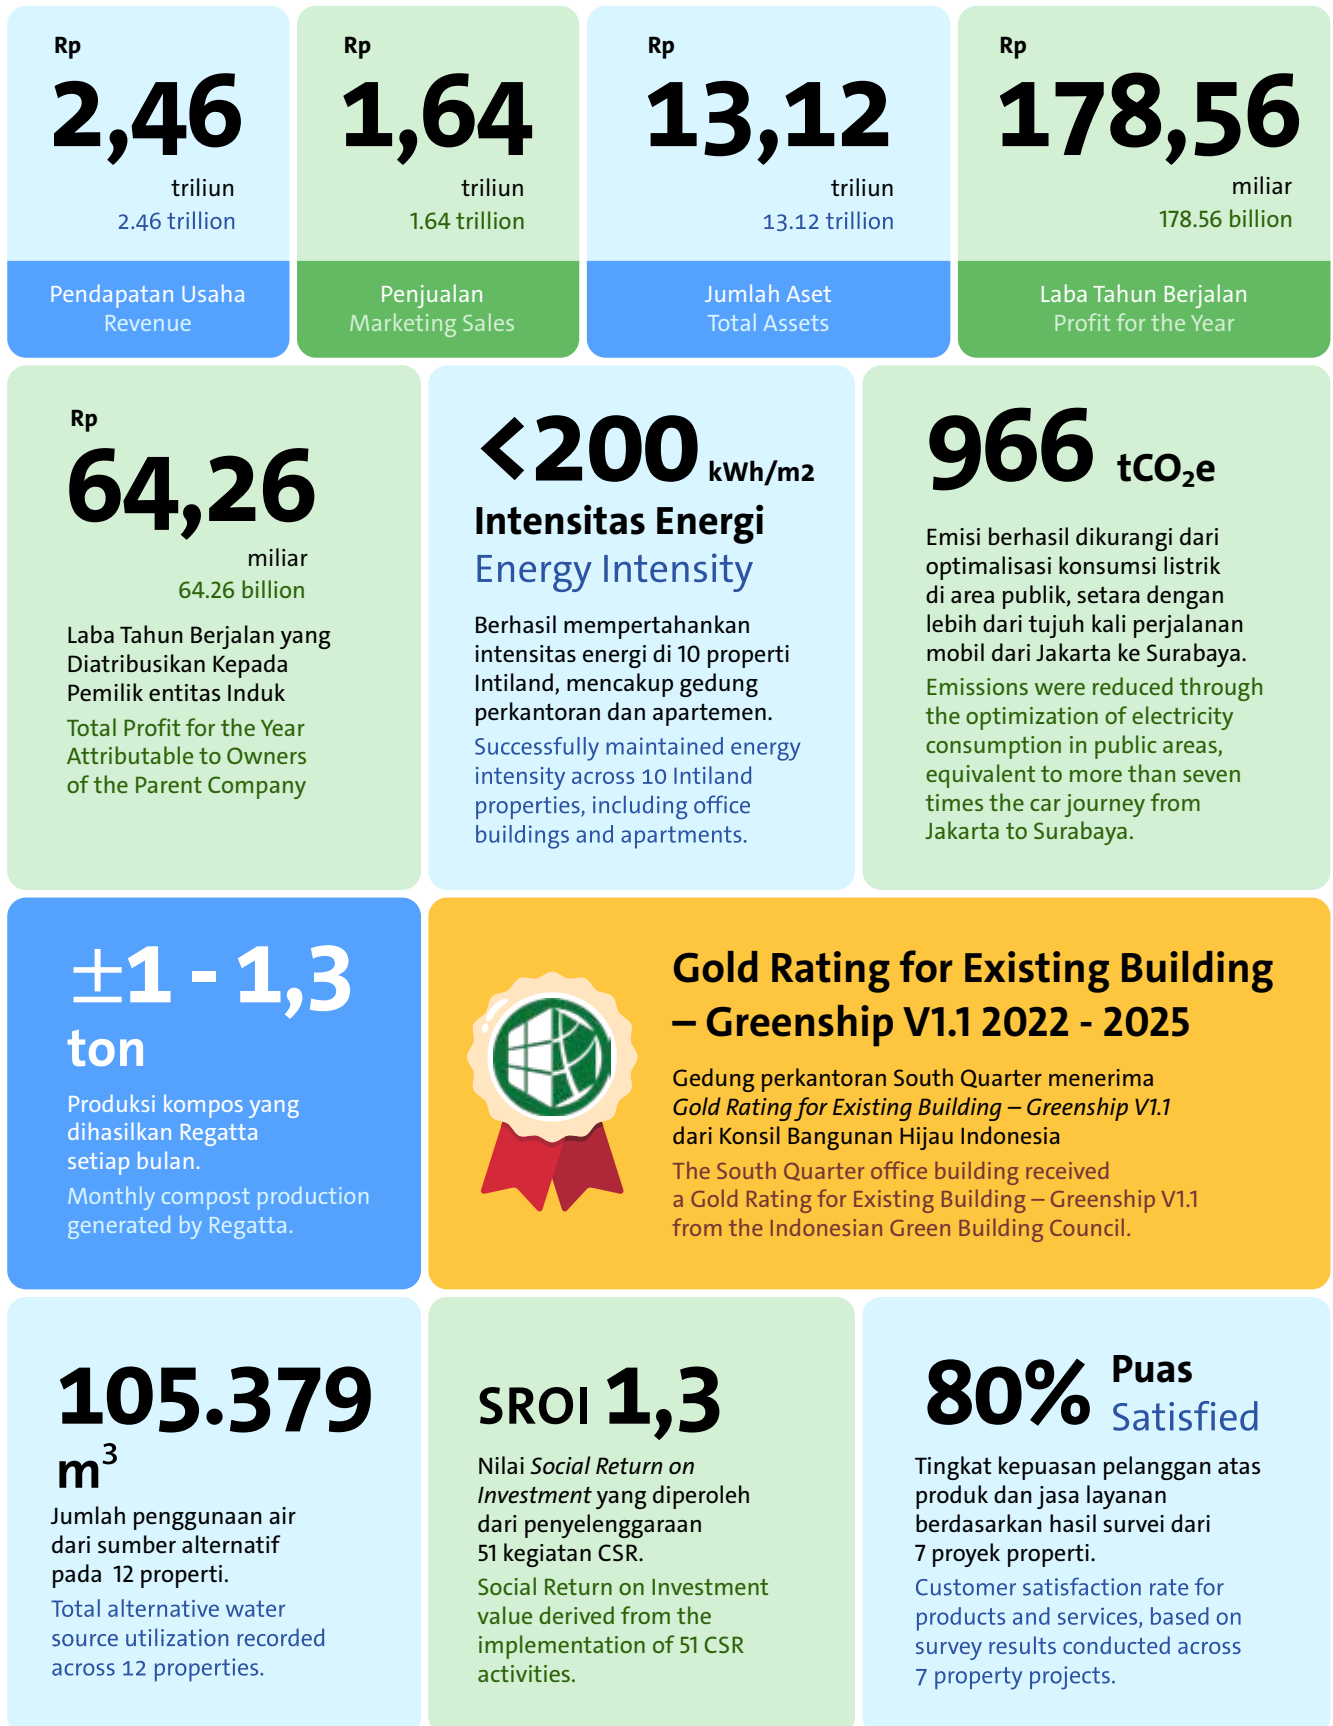 Rp
2,46
triliun
2.46 trillion
Pendapatan Usaha
Revenue
Rp
1,64
triliun
1.64 trillion
Penjualan
Marketing Sales
Rp
13,12
triliun
13.12 trillion
Jumlah Aset
Total Assets
Rp
178,56
miliar
178.56 billion
Laba Tahun Berjalan
Profit for the Year
Rp
64,26
miliar
64.26 billion
Laba Tahun Berjalan yang
Diatribusikan Kepada
Pemilik entitas Induk
Total Profit for the Year
Attributable to Owners
of the Parent Company
<200 kWh/m2
Intensitas Energi
Energy Intensity
Berhasil mempertahankan
intensitas energi di 10 properti
Intiland, mencakup gedung
perkantoran dan apartemen.
Successfully maintained energy
intensity across 10 Intiland
properties, including office
buildings and apartments.
966 tCO₂e
Emisi berhasil dikurangi dari
optimalisasi konsumsi listrik
di area publik, setara dengan
lebih dari tujuh kali perjalanan
mobil dari Jakarta ke Surabaya.
Emissions were reduced through
the optimization of electricity
consumption in public areas,
equivalent to more than seven
times the car journey from
Jakarta to Surabaya.
±1 - 1,3
ton
Produksi kompos yang
dihasilkan Regatta
setiap bulan.
Monthly compost production
generated by Regatta.
Gold Rating for Existing Building
– Greenship V1.1 2022 - 2025
Gedung perkantoran South Quarter menerima
Gold Rating for Existing Building – Greenship V1.1
dari Konsil Bangunan Hijau Indonesia
The South Quarter office building received
a Gold Rating for Existing Building – Greenship V1.1
from the Indonesian Green Building Council.
105.379
m³
Jumlah penggunaan air
dari sumber alternatif
pada 12 properti.
Total alternative water
source utilization recorded
across 12 properties.
SROI 1,3
Nilai Social Return on
Investment yang diperoleh
dari penyelenggaraan
51 kegiatan CSR.
Social Return on Investment
value derived from the
implementation of 51 CSR
activities.
80% Puas
Satisfied
Tingkat kepuasan pelanggan atas
produk dan jasa layanan
berdasarkan hasil survei dari
7 proyek properti.
Customer satisfaction rate for
products and services, based on
survey results conducted across
7 property projects.